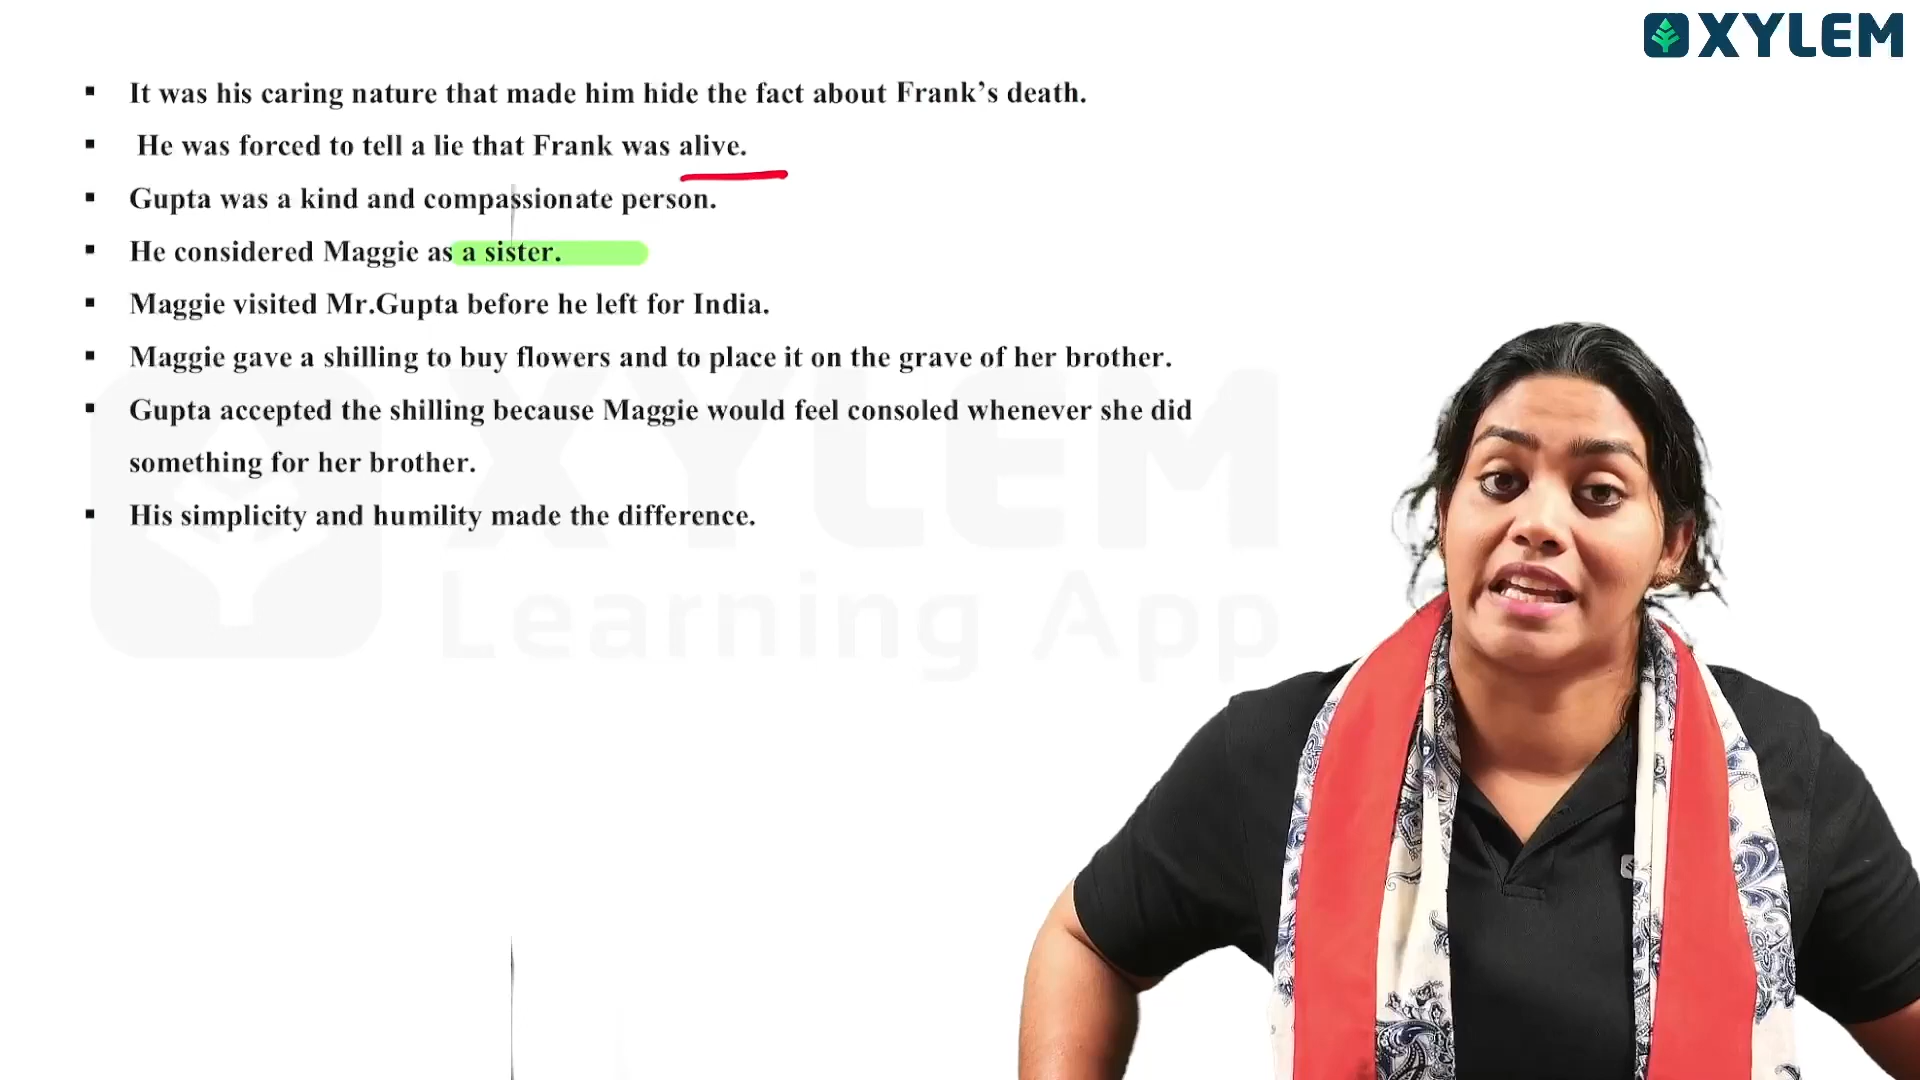 XYLEM
▪ It was his caring nature that made him hide the fact about Frank’s death.
▪ He was forced to tell a lie that Frank was alive.
▪ Gupta was a kind and compassionate person.
▪ He considered Maggie as a sister.
▪ Maggie visited Mr.Gupta before he left for India.
▪ Maggie gave a shilling to buy flowers and to place it on the grave of her brother.
▪ Gupta accepted the shilling because Maggie would feel consoled whenever she did
something for her brother.
▪ His simplicity and humility made the difference.
XYLEM
Learning App